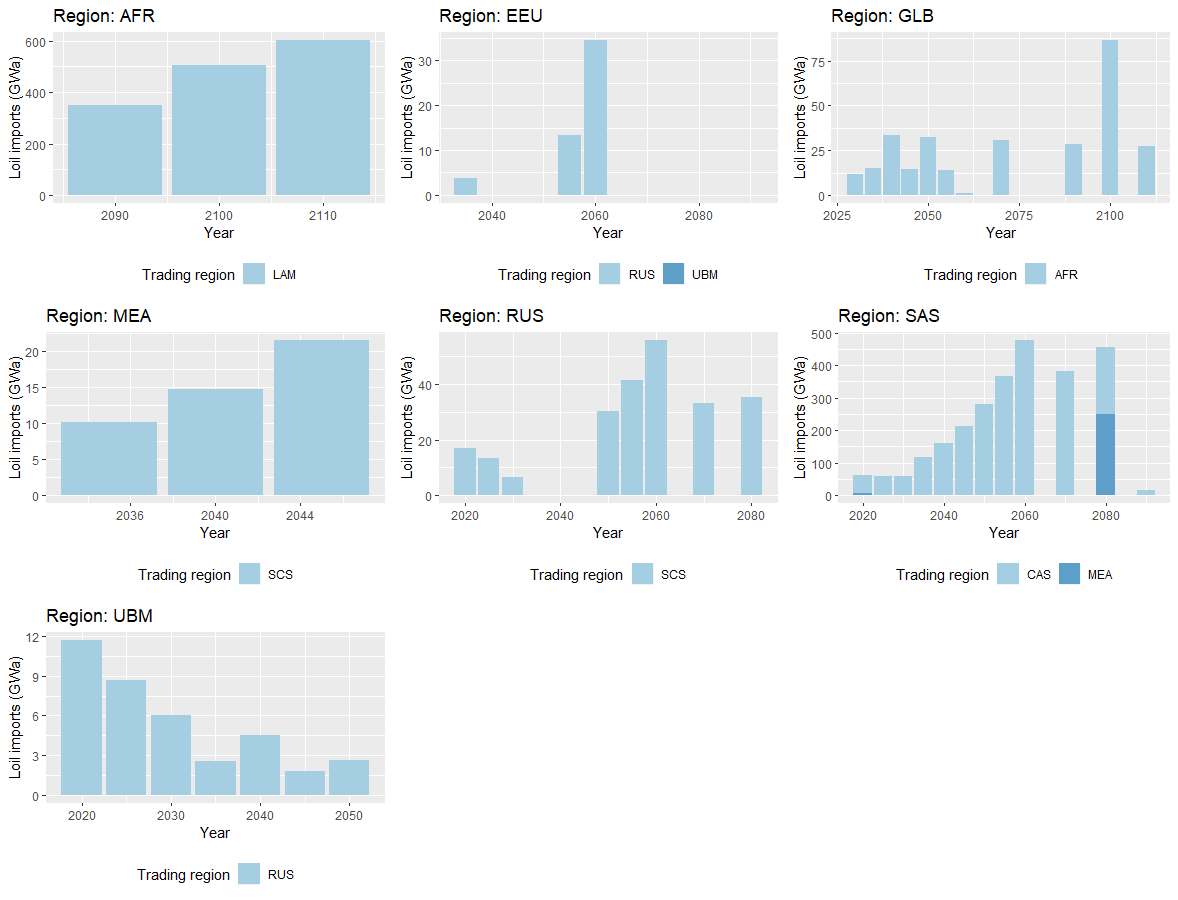 Region: AFR
Loil imports (GWa)
600
400
200
0
2090 2100 2110
Year
Trading region LAM
Region: EEU
Loil imports (GWa)
30
20
10
0
2040 2060 2080
Year
Trading region RUS UBM
Region: GLB
Loil imports (GWa)
75
50
25
0
2025 2050 2075 2100
Year
Trading region AFR
Region: MEA
Loil imports (GWa)
20
15
10
5
0
2036 2040 2044
Year
Trading region SCS
Region: RUS
Loil imports (GWa)
40
20
0
2020 2040 2060 2080
Year
Trading region SCS
Region: SAS
Loil imports (GWa)
500
400
300
200
100
0
2020 2040 2060 2080
Year
Trading region CAS MEA
Region: UBM
Loil imports (GWa)
12
9
6
3
0
2020 2030 2040 2050
Year
Trading region RUS